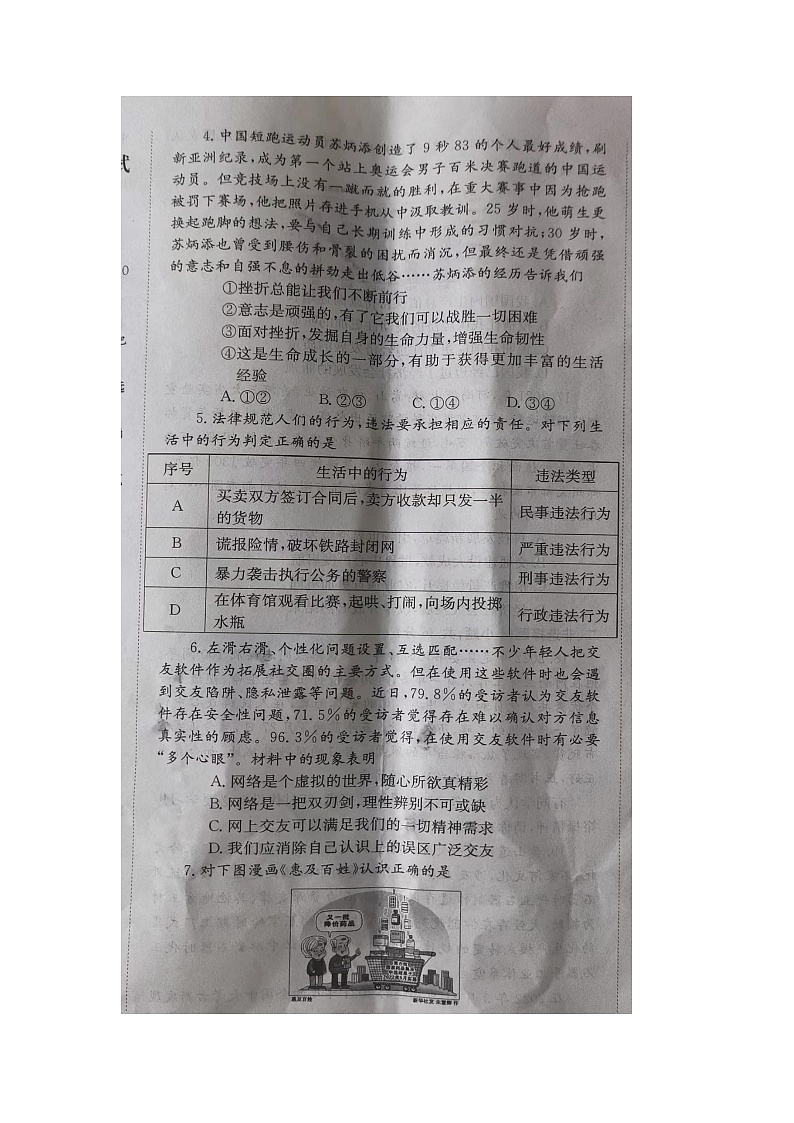 4. 中国短跑运动员苏炳添创造了 9 秒 83 的个人最好成绩,刷
新亚洲纪录,成为第一个站上奥运会男子百米决赛跑道的中国运
动员。但竞技场上没有一蹴而就的胜利,在重大赛事中因为抢跑
被罚下赛场,他把照片存进手机从中汲取教训。25 岁时,他萌生更
换起跑脚的想法,要与自己长期训练中形成的习惯对抗;30 岁时,
苏炳添也曾受到腰伤和骨裂的困扰而消沉,但最终还是凭借顽强
的意志和自强不息的拼劲走出低谷……苏炳添的经历告诉我们
①挫折总能让我们不断前行
②意志是顽强的,有了它我们可以战胜一切困难
③面对挫折,发掘自身的生命力量,增强生命韧性
④这是生命成长的一部分,有助于获得更加丰富的生活
经验
A. ①② B. ②③ C. ①④ D. ③④
5. 法律规范人们的行为,违法要承担相应的责任。对下列生
活中的行为判定正确的是
序号 生活中的行为 违法类型
A 买卖双方签订合同后,卖方收款却只发一半
的货物 民事违法行为
B 谎报险情,破坏铁路封闭网 严重违法行为
C 暴力袭击执行公务的警察 刑事违法行为
D 在体育馆观看比赛,起哄、打闹,向场内投掷
水瓶 行政违法行为
6. 左滑右滑、个性化问题设置、互选匹配……不少年轻人把交
友软件作为拓展社交圈的主要方式。但在使用这些软件时也会遇
到交友陷阱、隐私泄露等问题。近日,79.8%的受访者认为交友软
件存在安全性问题,71.5%的受访者觉得存在难以确认对方信息
真实性的顾虑。96.3%的受访者觉得,在使用交友软件时有必要
“多个心眼”。材料中的现象表明
A. 网络是个虚拟的世界,随心所欲真精彩
B. 网络是一把双刃剑,理性辨别不可或缺
C. 网上交友可以满足我们的一切精神需求
D. 我们应消除自己认识上的误区广泛交友
7. 对下图漫画《惠及百姓》认识正确的是
又一批
降价药品
惠及百姓
新华社发 朱慧卿 作
试